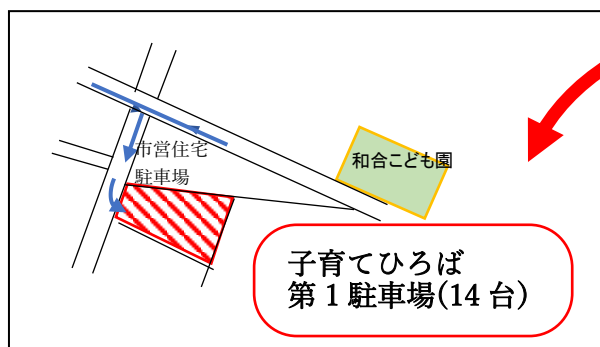 市営住宅
駐車場
和合こども園
子育てひろば
第１駐車場(14 台)